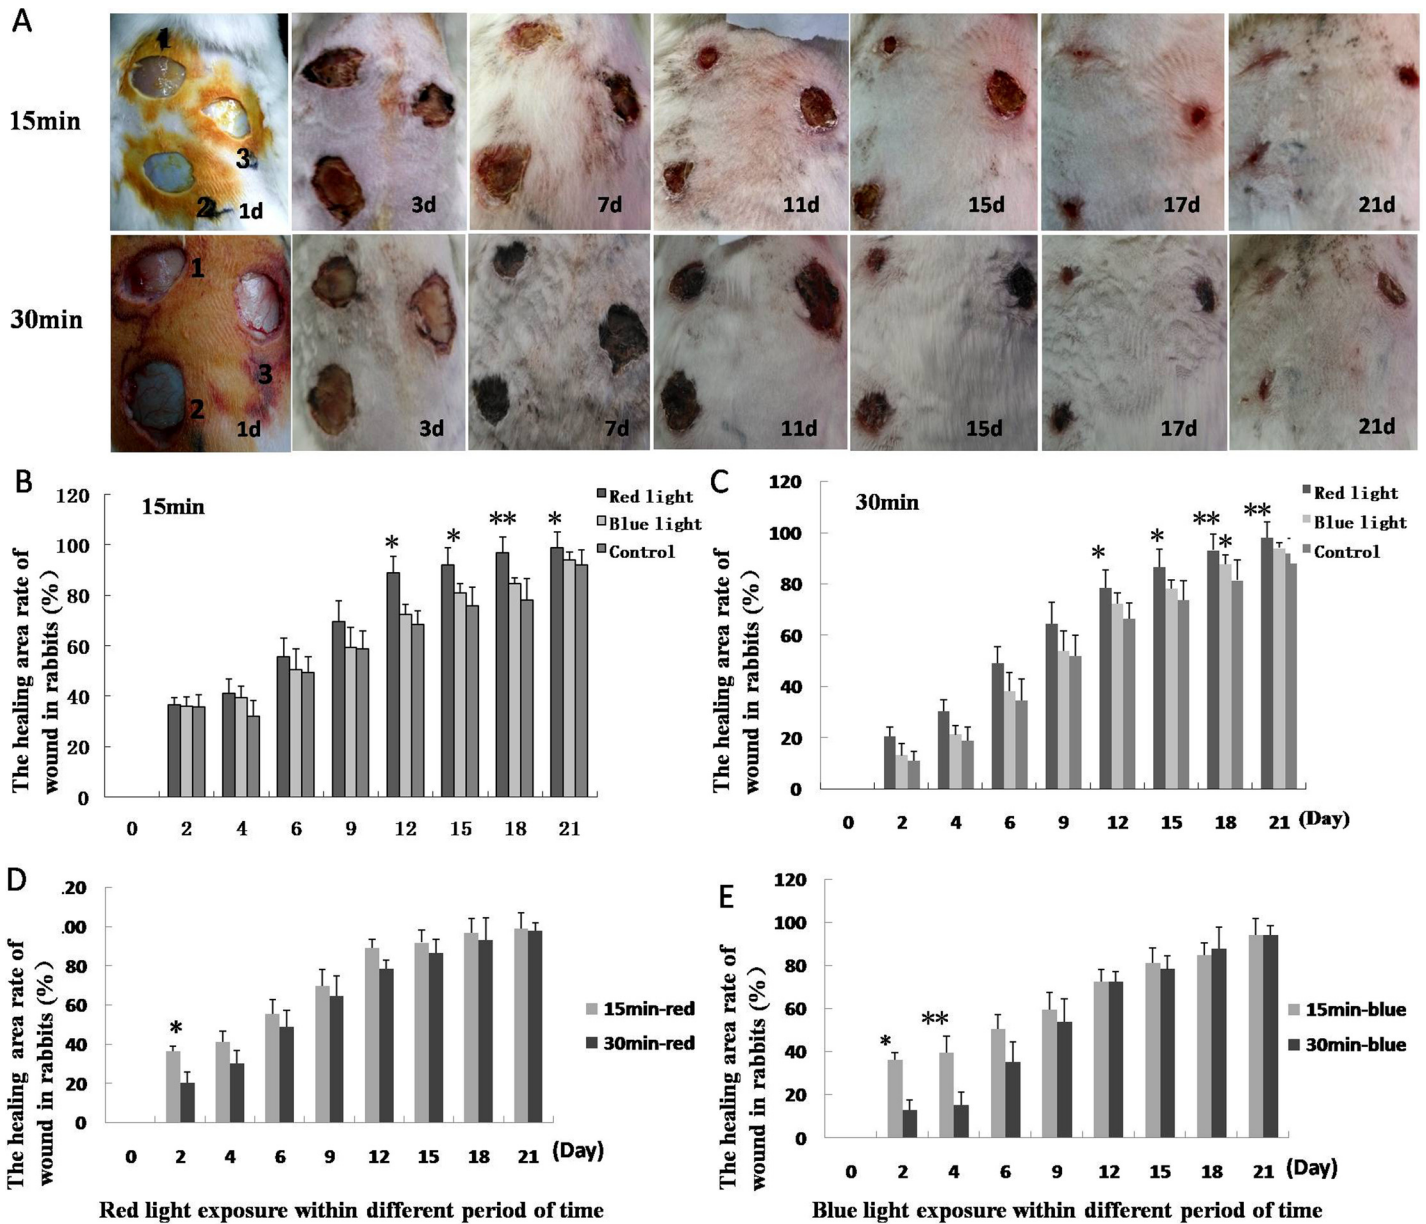 A
15min
1
3
2
1d
3d
7d
11d
15d
17d
21d
30min
1
3
2
1d
3d
7d
11d
15d
17d
21d
B
15min
Red light
Blue light
Control
120
100
80
60
40
20
0
* * ** *
The healing area rate of
wound in rabbits (%)
0 2 4 6 9 12 15 18 21
C
30min
Red light
Blue light
Control
120
100
80
60
40
20
0
* * ** * **
The healing area rate of
wound in rabbits (%)
0 2 4 6 9 12 15 18 21 (Day)
D
20
00
80
60
40
20
0
*
The healing area rate of
wound in rabbits (%)
15min-red
30min-red
0 2 4 6 9 12 15 18 21 (Day)
Red light exposure within different period of time
E
120
100
80
60
40
20
0
* **
The healing area rate of
wound in rabbits (%)
15min-blue
30min-blue
0 2 4 6 9 12 15 18 21 (Day)
Blue light exposure within different period of time